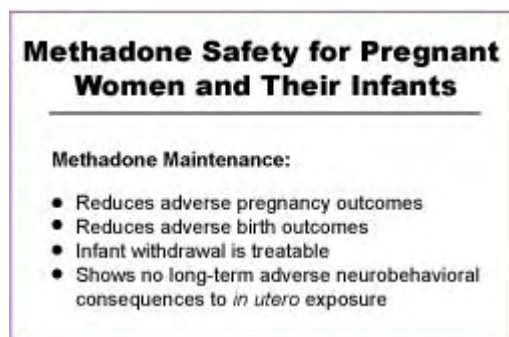 Methadone Safety for Pregnant
Women and Their Infants
Methadone Maintenance:
● Reduces adverse pregnancy outcomes
● Reduces adverse birth outcomes
● Infant withdrawal is treatable
● Shows no long-term adverse neurobehavioral
consequences to in utero exposure